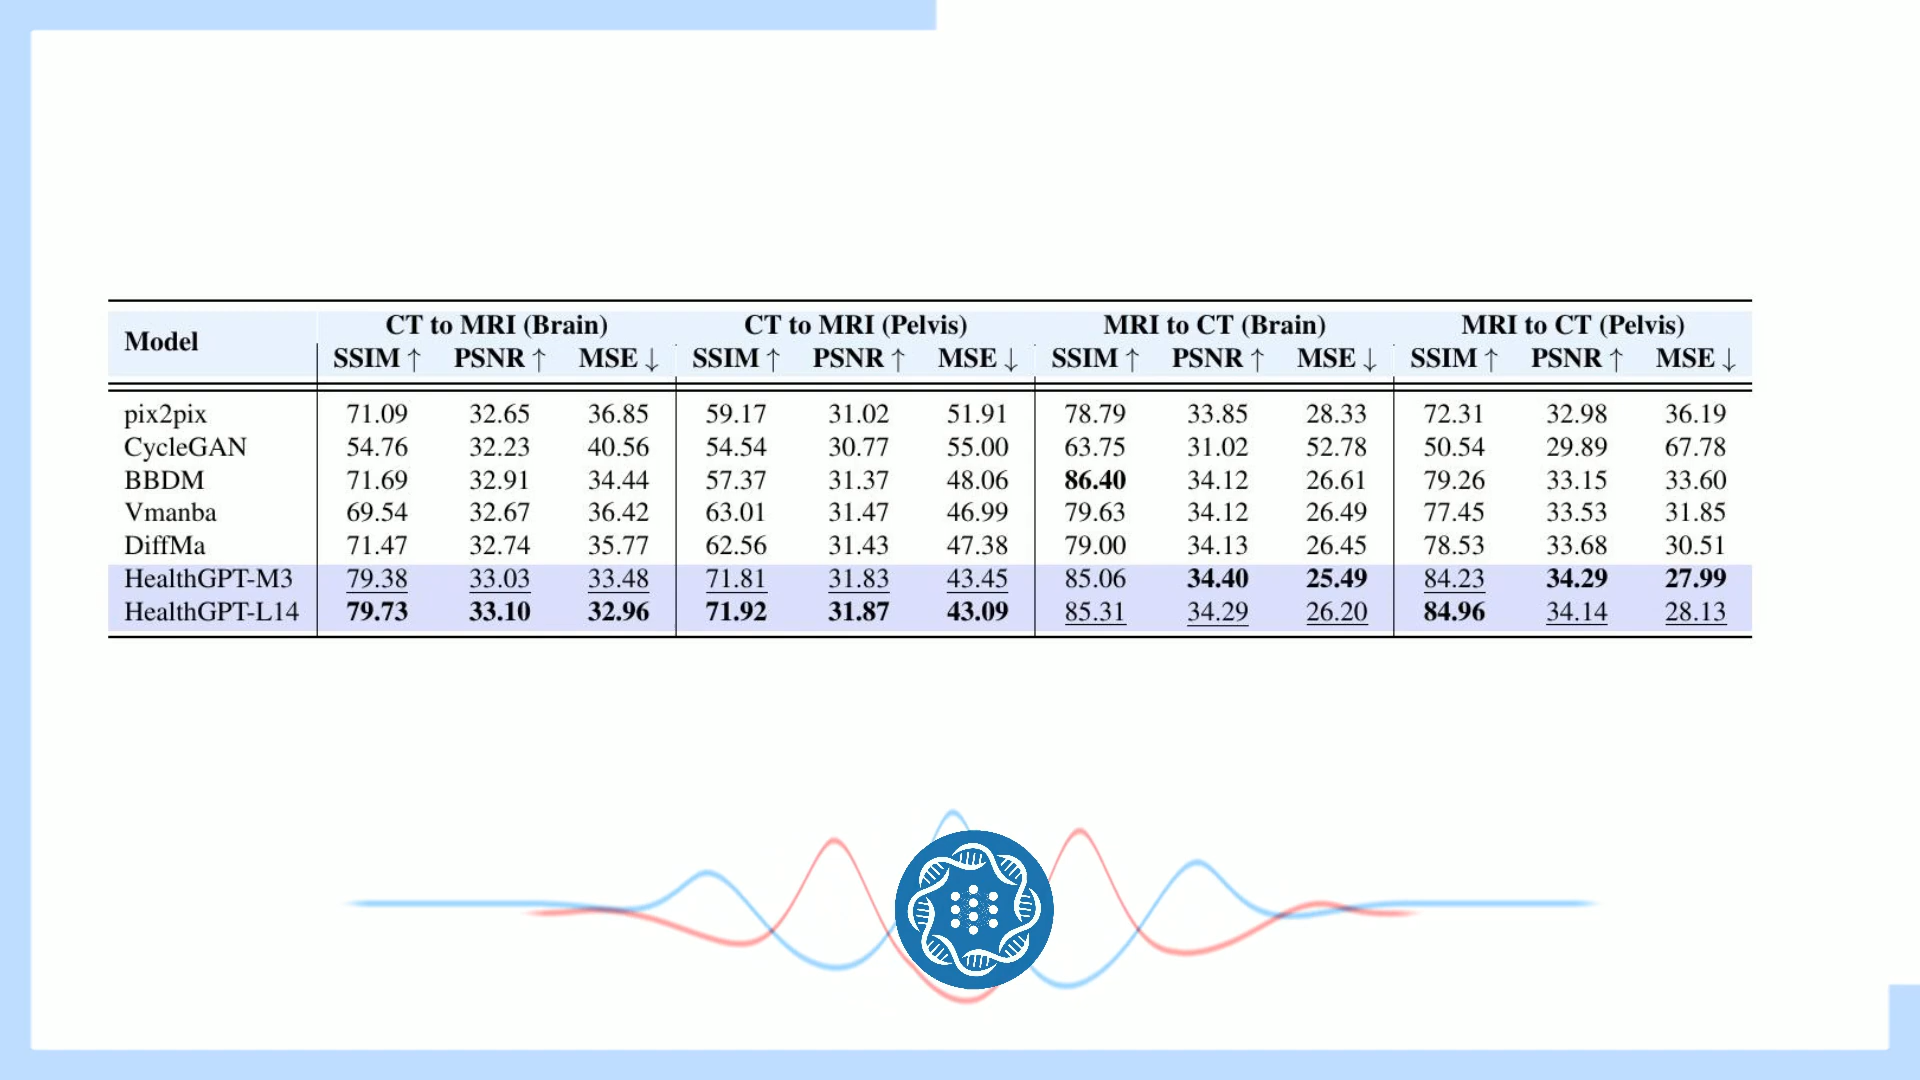 Model CT to MRI (Brain) CT to MRI (Pelvis) MRI to CT (Brain) MRI to CT (Pelvis)
SSIM ↑ PSNR ↑ MSE ↓ SSIM ↑ PSNR ↑ MSE ↓ SSIM ↑ PSNR ↑ MSE ↓ SSIM ↑ PSNR ↑ MSE ↓
pix2pix 71.09 32.65 36.85 59.17 31.02 51.91 78.79 33.85 28.33 72.31 32.98 36.19
CycleGAN 54.76 32.23 40.56 54.54 30.77 55.00 63.75 31.02 52.78 50.54 29.89 67.78
BBDM 71.69 32.91 34.44 57.37 31.37 48.06 86.40 34.12 26.61 79.26 33.15 33.60
Vmanba 69.54 32.67 36.42 63.01 31.47 46.99 79.63 34.12 26.49 77.45 33.53 31.85
DiffMa 71.47 32.74 35.77 62.56 31.43 47.38 79.00 34.13 26.45 78.53 33.68 30.51
HealthGPT-M3 79.38 33.03 33.48 71.81 31.83 43.45 85.06 34.40 25.49 84.23 34.29 27.99
HealthGPT-L14 79.73 33.10 32.96 71.92 31.87 43.09 85.31 34.29 26.20 84.96 34.14 28.13